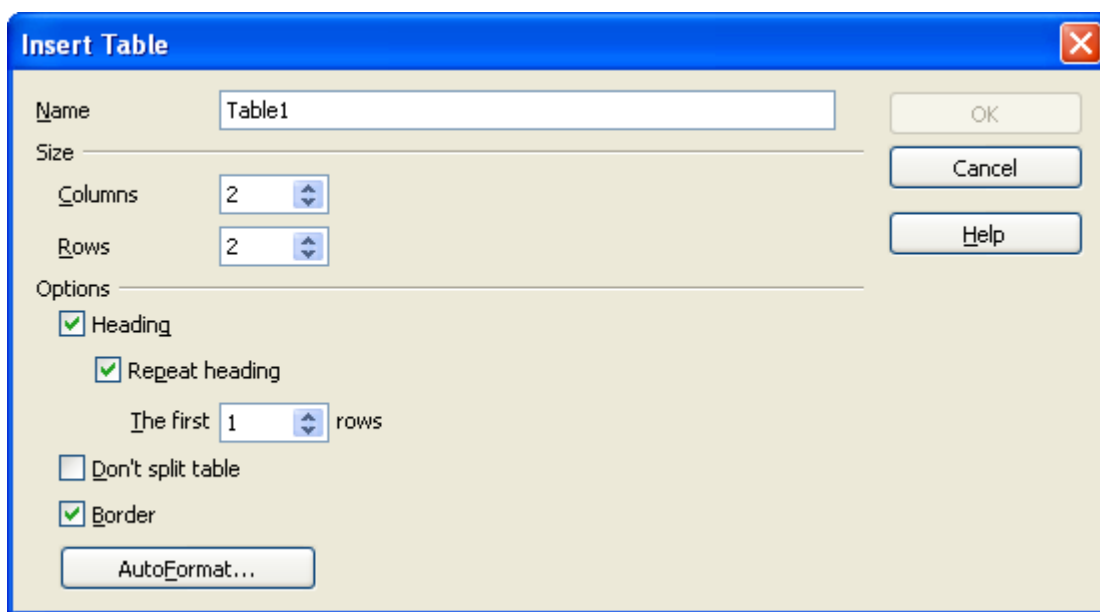 Insert Table
Name Table1
OK
Size
Cancel
Columns 2
Rows 2
Help
Options
Heading
Repeat heading
The first 1 rows
Don't split table
Border
AutoFormat...